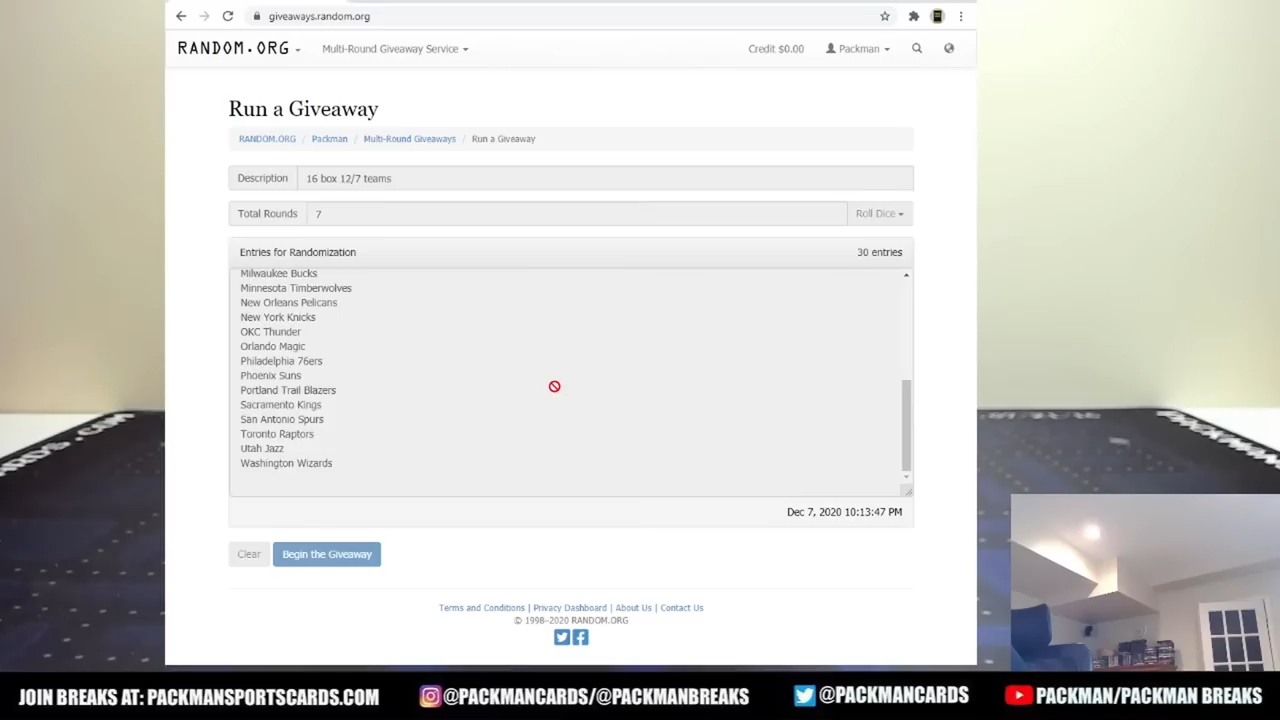 giveaways.random.org
RANDOM.ORG Multi-Round Giveaway Service Credit $0.00 Packman
Run a Giveaway
RANDOM.ORG / Packman / Multi-Round Giveaways / Run a Giveaway
Description 16 box 12/7 teams
Total Rounds 7 Roll Dice
Entries for Randomization 30 entries
Milwaukee Bucks
Minnesota Timberwolves
New Orleans Pelicans
New York Knicks
OKC Thunder
Orlando Magic
Philadelphia 76ers
Phoenix Suns
Portland Trail Blazers
Sacramento Kings
San Antonio Spurs
Toronto Raptors
Utah Jazz
Washington Wizards
Dec 7, 2020 10:13:47 PM
Clear Begin the Giveaway
Terms and Conditions | Privacy Dashboard | About Us | Contact Us
© 1998–2020 RANDOM.ORG
JOIN BREAKS AT: PACKMANSPORTSCARDS.COM @PACKMANCARDS/@PACKMANBREAKS @PACKMANCARDS PACKMAN/PACKMAN BREAKS